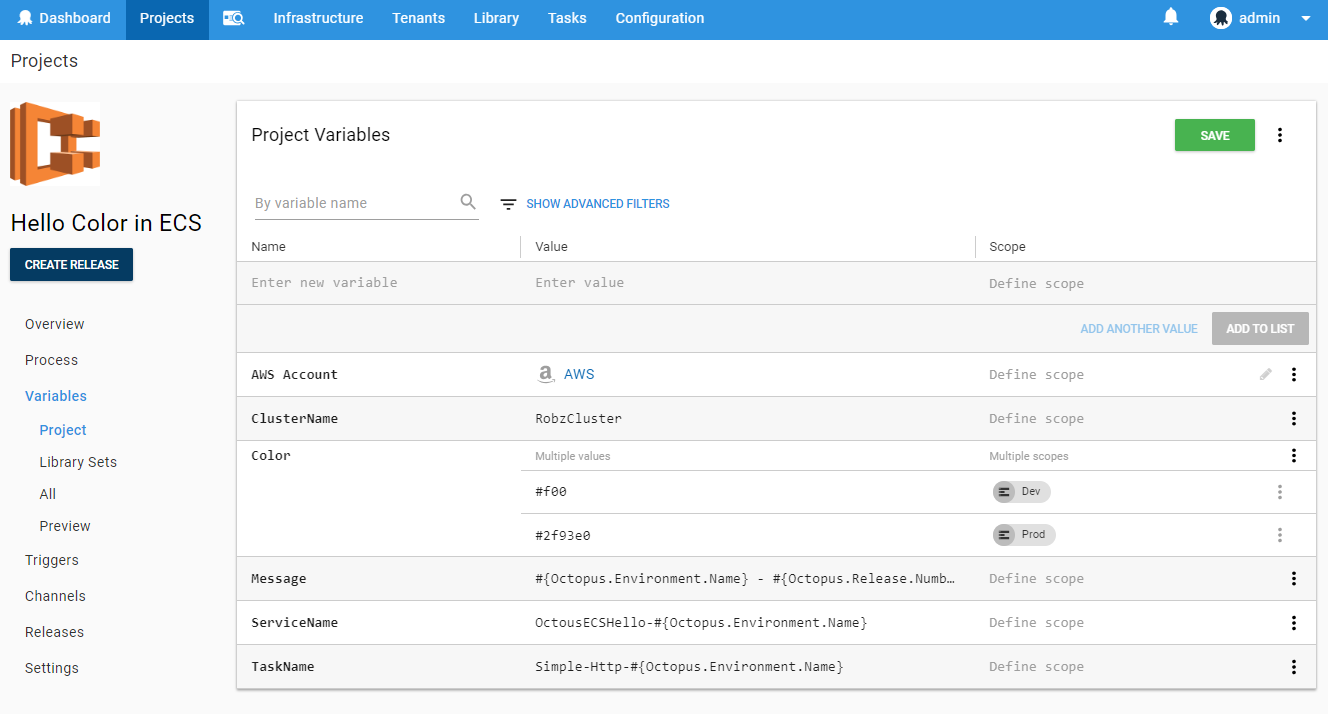 Dashboard Projects Infrastructure Tenants Library Tasks Configuration admin
Projects
Project Variables SAVE
By variable name SHOW ADVANCED FILTERS
Hello Color in ECS
CREATE RELEASE
Overview
Process
Variables
Project
Library Sets
All
Preview
Triggers
Channels
Releases
Settings
Name Value Scope
Enter new variable Enter value Define scope
ADD ANOTHER VALUE ADD TO LIST
AWS Account a AWS Define scope
ClusterName RobzCluster Define scope
Color Multiple values Multiple scopes
#f00 Dev
#2f93e0 Prod
Message #{Octopus.Environment.Name} - #{Octopus.Release.Numb… Define scope
ServiceName OctousECSHello-#{Octopus.Environment.Name} Define scope
TaskName Simple-Http-#{Octopus.Environment.Name} Define scope